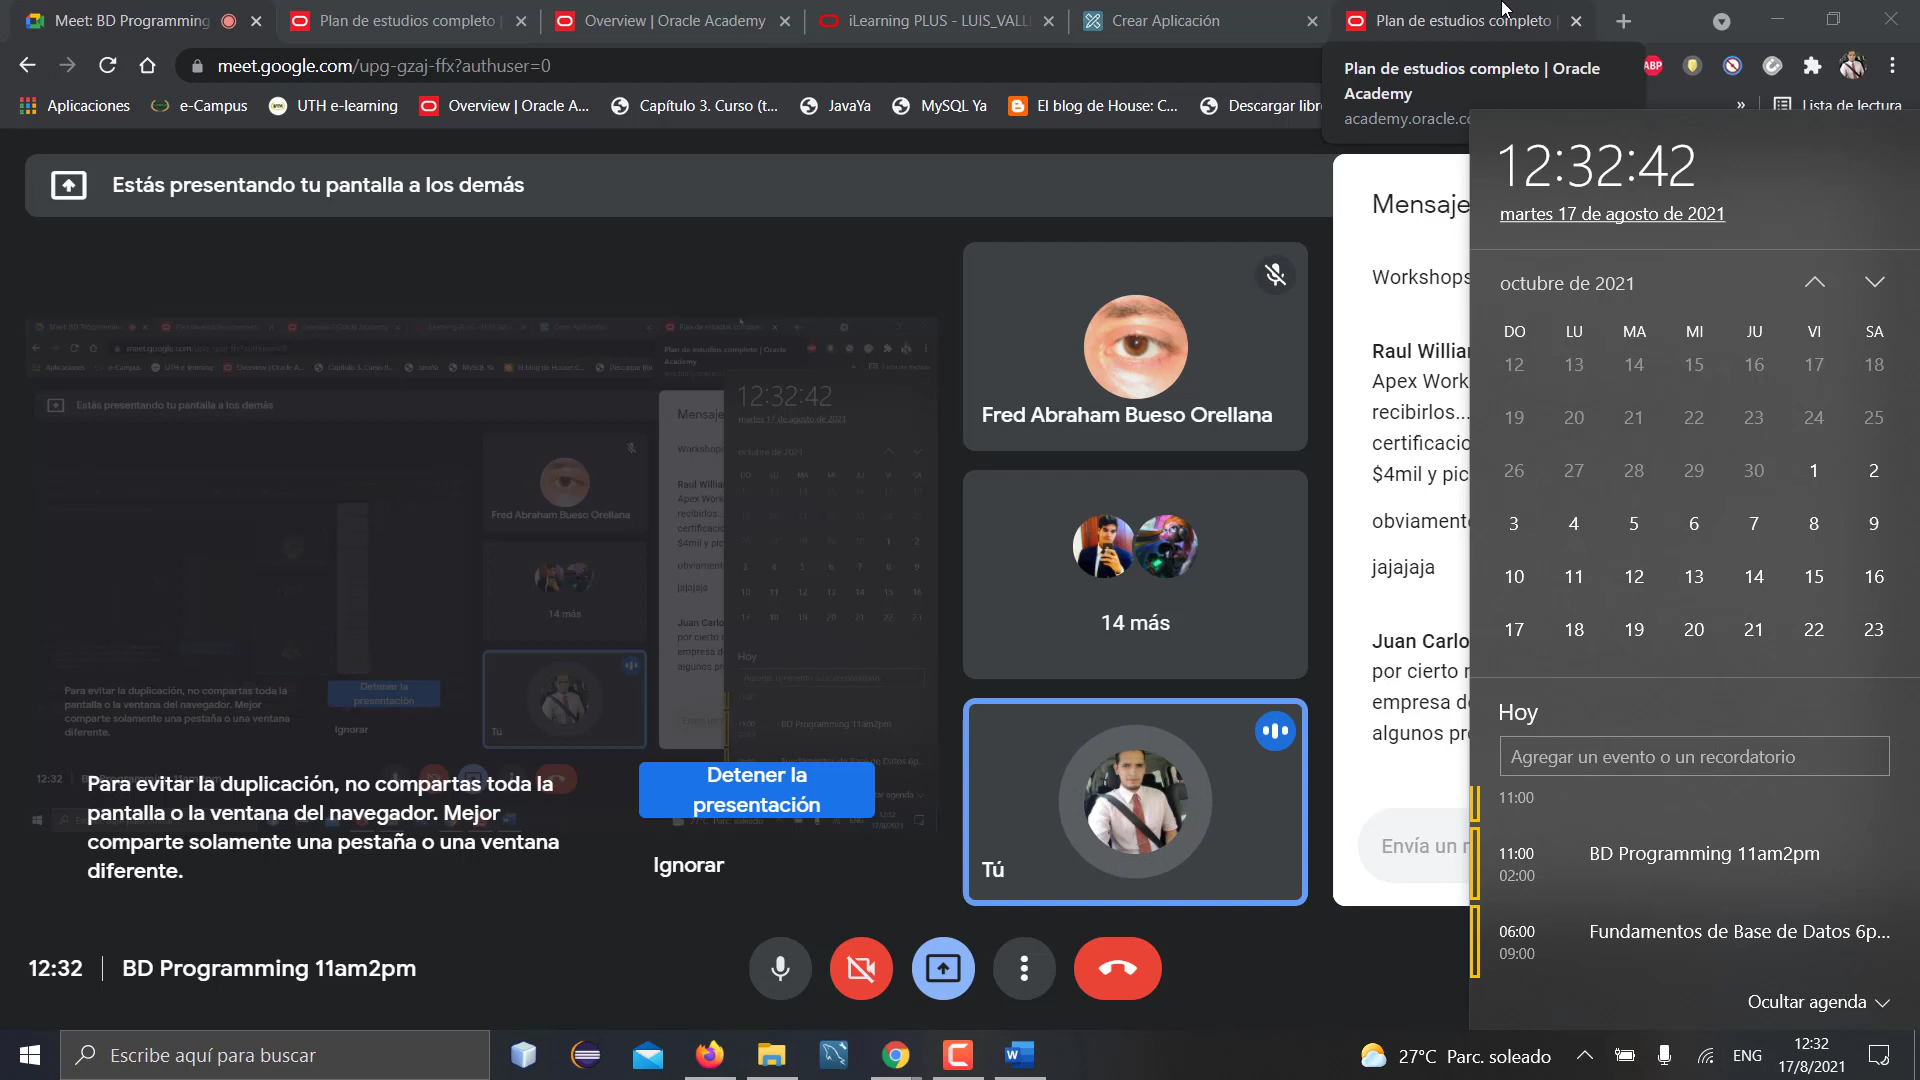 Meet: BD Programming
Plan de estudios completo
Overview | Oracle Academy
iLearning PLUS - LUIS_VALL
Crear Aplicación
Plan de estudios completo
meet.google.com/upg-gzaj-ffx?authuser=0
Plan de estudios completo | Oracle
Academy
academy.oracle.co
ABP
Aplicaciones
e-Campus
UTH e-learning
Overview | Oracle A...
Capítulo 3. Curso (t...
JavaYa
MySQL Ya
El blog de House: C...
Descargar libr
»
Lista de lectura
Estás presentando tu pantalla a los demás
Fred Abraham Bueso Orellana
14 más
Tú
Para evitar la duplicación, no compartas toda la
pantalla o la ventana del navegador. Mejor
comparte solamente una pestaña o una ventana
diferente.
Detener la
presentación
Ignorar
Mensaje
Workshops
Raul Willian
Apex Work
recibirlos...
certificacio
$4mil y pic
obviamente
jajajaja
Juan Carlo
por cierto
empresa d
algunos pr
Envía un
12:32:42
martes 17 de agosto de 2021
octubre de 2021
DO LU MA MI JU VI SA
12 13 14 15 16 17 18
19 20 21 22 23 24 25
26 27 28 29 30 1 2
3 4 5 6 7 8 9
10 11 12 13 14 15 16
17 18 19 20 21 22 23
Hoy
Agregar un evento o un recordatorio
11:00
11:00 BD Programming 11am2pm
02:00
06:00 Fundamentos de Base de Datos 6p...
09:00
Ocultar agenda
12:32 | BD Programming 11am2pm
Escribe aquí para buscar
27°C Parc. soleado
ENG
12:32
17/8/2021